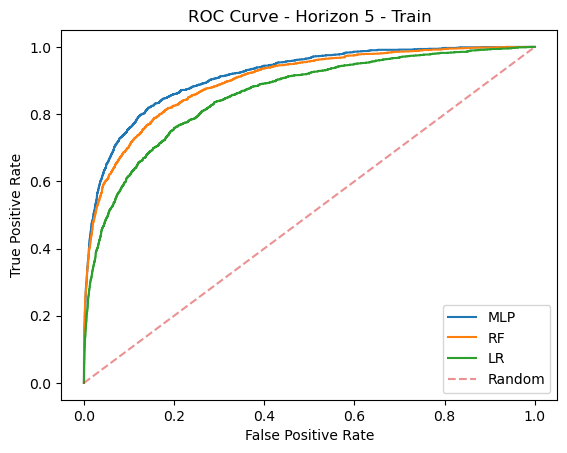 ROC Curve - Horizon 5 - Train
True Positive Rate
1.0
0.8
0.6
0.4
0.2
0.0
0.0 0.2 0.4 0.6 0.8 1.0
False Positive Rate
MLP
RF
LR
Random